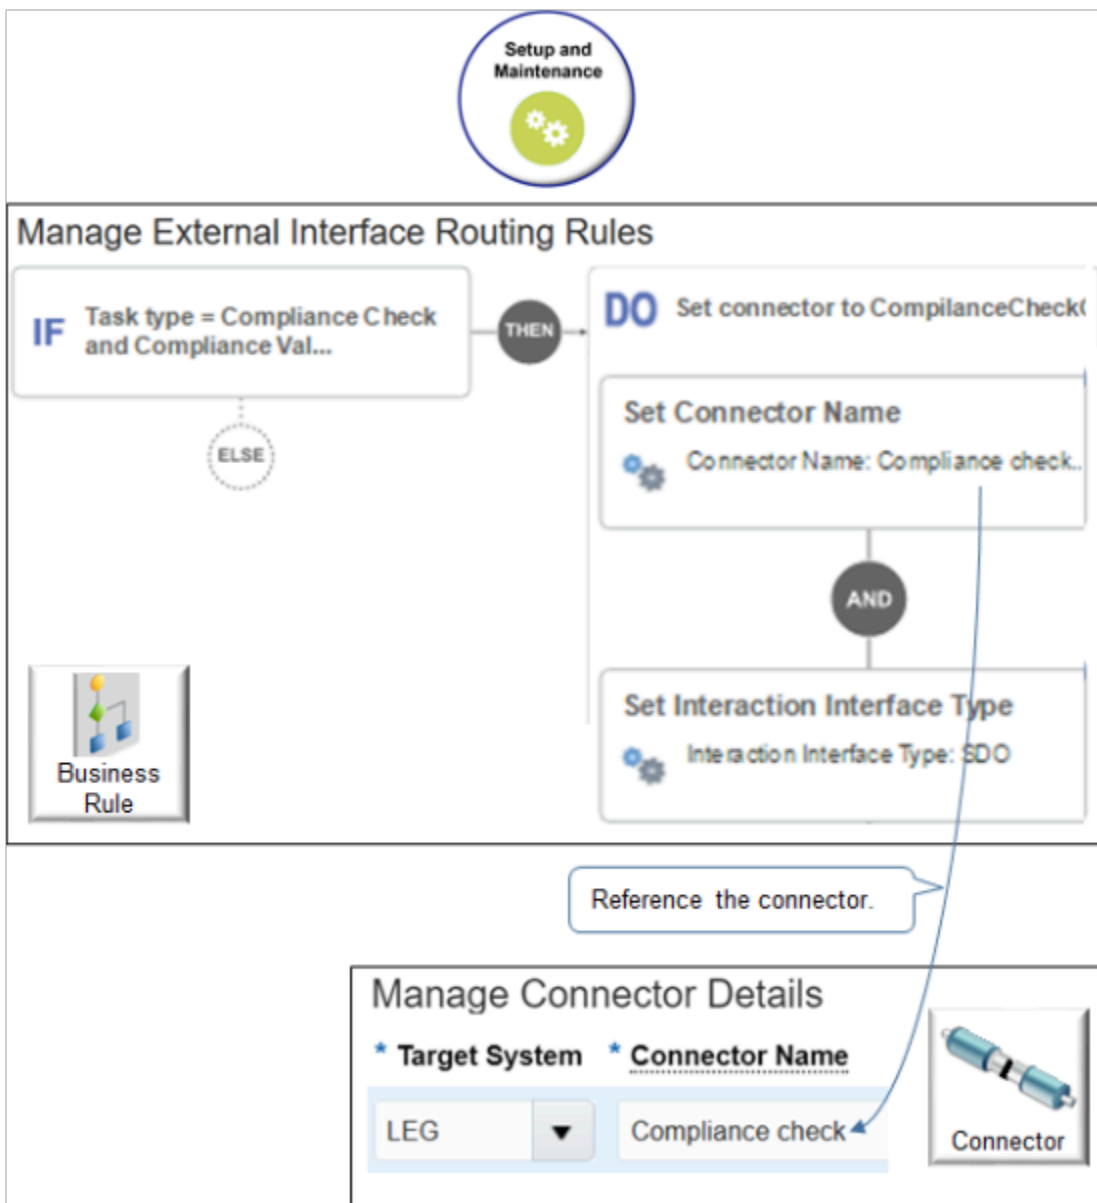 Setup and
Maintenance
Manage External Interface Routing Rules
IF
Task type = Compliance Check
and Compliance Val...
THEN
DO
Set connector to CompilanceCheck(
ELSE
Set Connector Name
Connector Name: Compliance check..
AND
Set Interaction Interface Type
Interaction Interface Type: SDO
Business
Rule
Reference the connector.
Manage Connector Details
* Target System * Connector Name
LEG
Compliance check
Connector